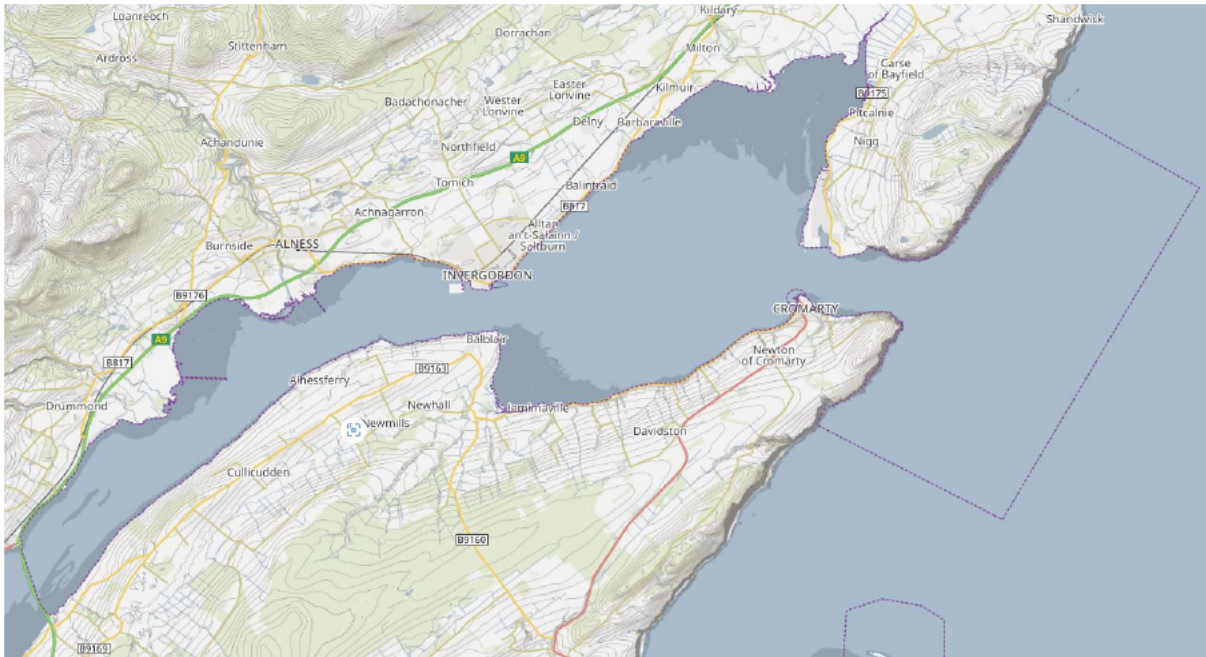 Loanreoch
Kildary
Shandwick
Stittenham
Dorrachan
Milton
Ardross
Carse
of Bayfield
Easter
Lonvine
Kilmuir
Badachonacher
Wester
Lonvine
B9175
Pitcalnie
Delny
Barbaraville
Achandunie
Northfield
Nigg
A9
Tomich
Balintraid
B817
Achnagarron
Alltan
an t-Salainn /
Saltburn
Burnside
ALNESS
INVERGORDON
B9176
CROMARTY
A9
Balblair
Newton
of Cromarty
B817
B9163
Alnessferry
Drummond
Newhall
Jemimaville
Newmills
Davidston
Cullicudden
B9160
B9169